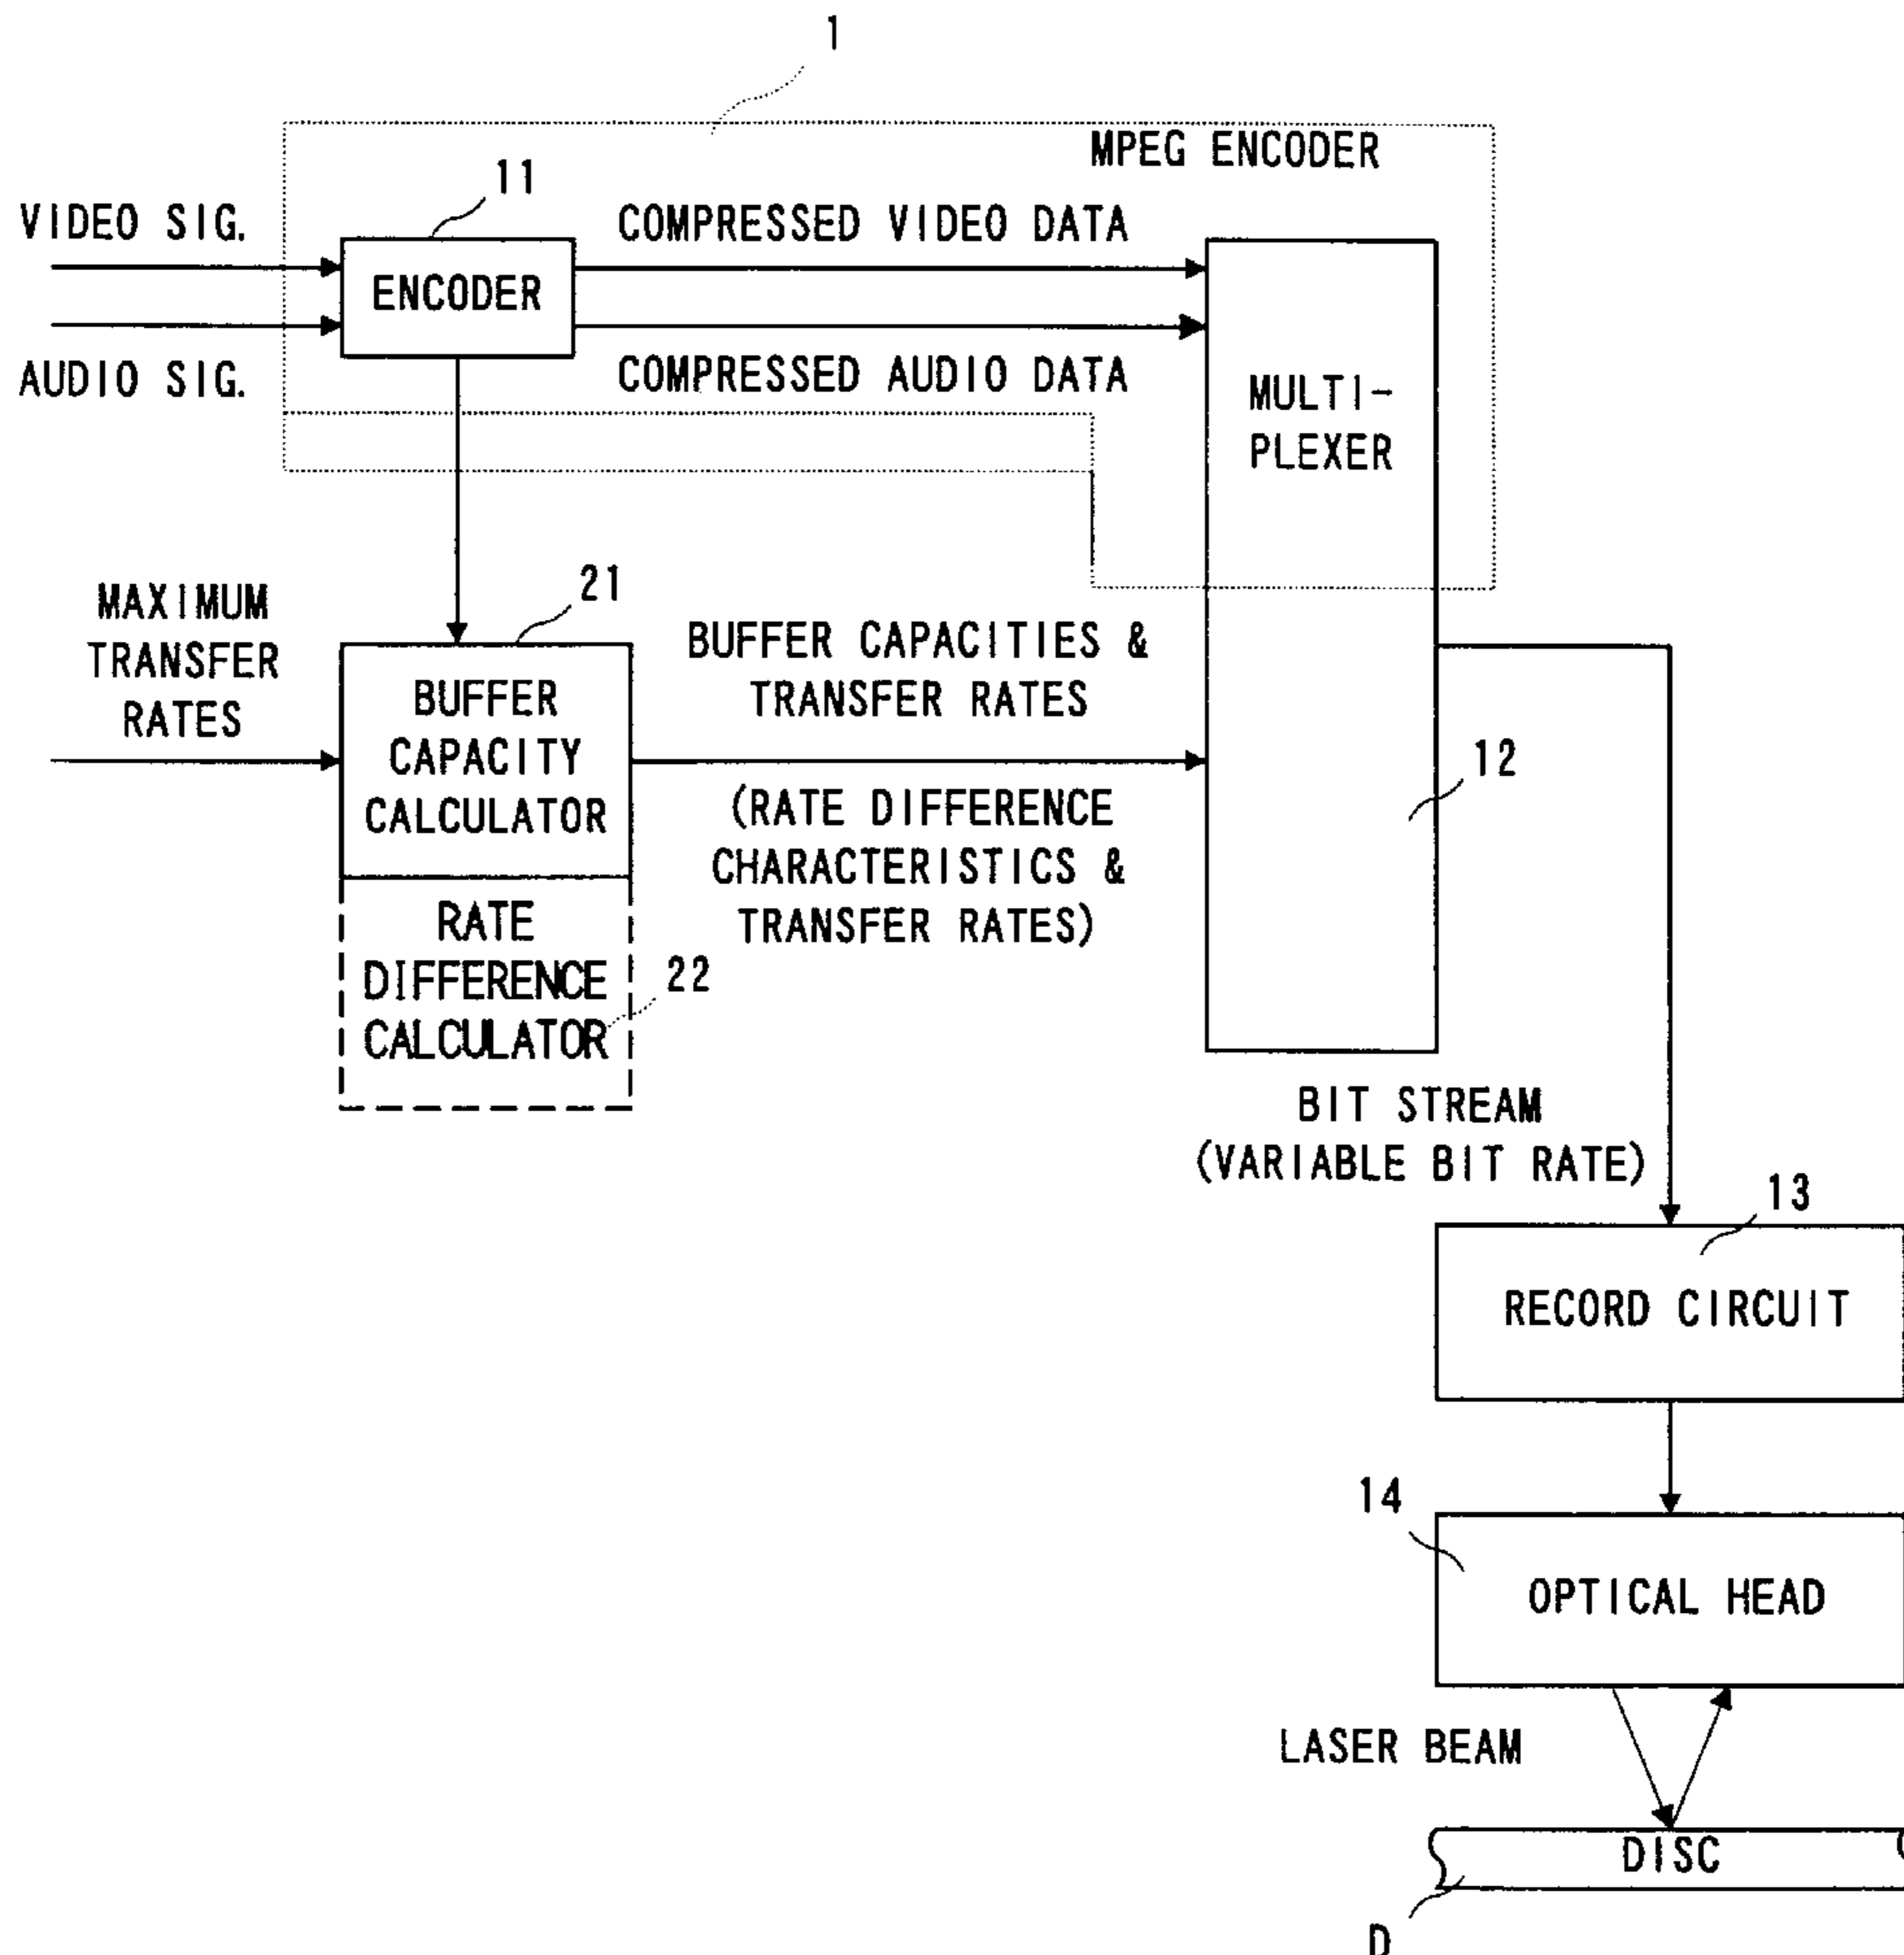 1
MPEG ENCODER
11
VIDEO SIG.
COMPRESSED VIDEO DATA
ENCODER
AUDIO SIG.
COMPRESSED AUDIO DATA
MULTI-
PLEXER
21
MAXIMUM
TRANSFER
RATES
BUFFER CAPACITIES &
TRANSFER RATES
BUFFER
CAPACITY
CALCULATOR
12
(RATE DIFFERENCE
CHARACTERISTICS &
TRANSFER RATES)
RATE
DIFFERENCE
CALCULATOR
22
BIT STREAM
(VARIABLE BIT RATE)
13
RECORD CIRCUIT
14
OPTICAL HEAD
LASER BEAM
DISC
D